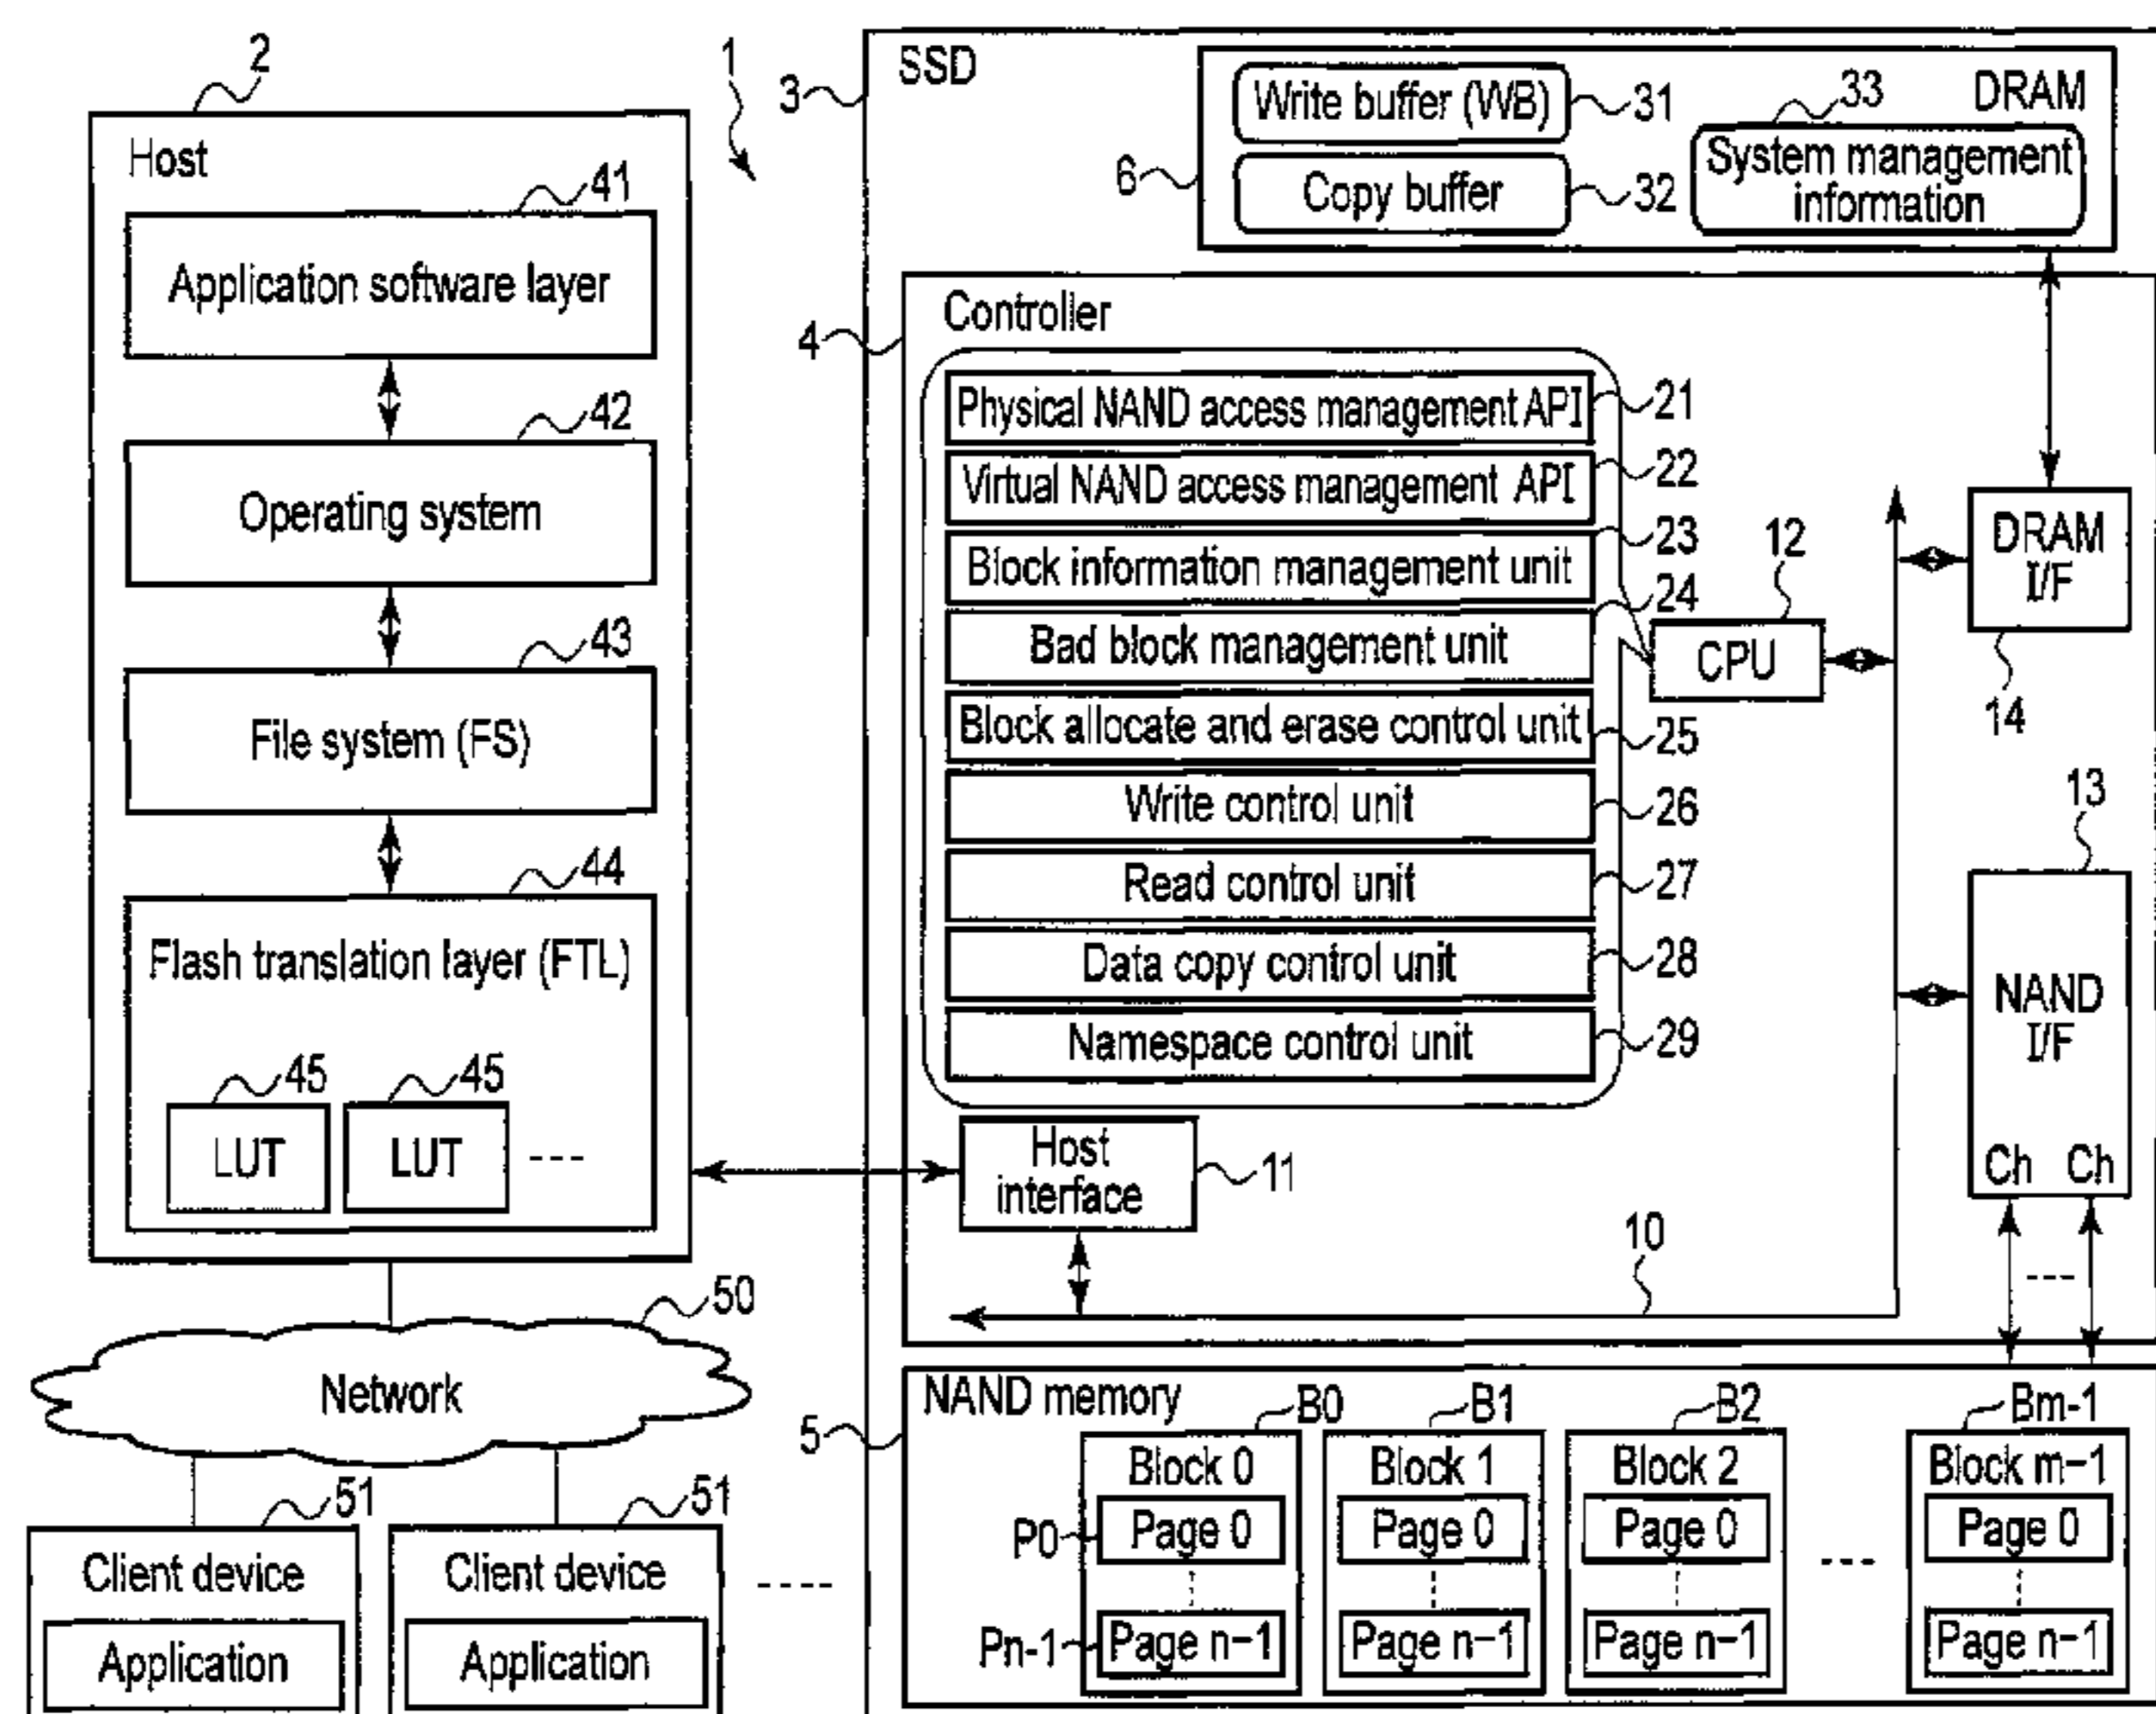 2
Host
41
Application software layer
42
Operating system
43
File system (FS)
44
Flash translation layer (FTL)
45
45
LUT
LUT
50
Network
51
51
Client device
Client device
Application
Application
1
3
SSD
Write buffer (WB)
31
Copy buffer
32
33
DRAM
System management
information
6
4
Controller
Physical NAND access management API
21
Virtual NAND access management API
22
Block information management unit
23
Bad block management unit
24
Block allocate and erase control unit
25
Write control unit
26
Read control unit
27
Data copy control unit
28
Namespace control unit
29
12
CPU
DRAM
I/F
14
13
NAND
I/F
Ch
Ch
Host
interface
11
10
5
NAND memory
B0
B1
B2
Bm-1
Block 0
Block 1
Block 2
Block m-1
P0
Page 0
Page 0
Page 0
Page 0
Pn-1
Page n-1
Page n-1
Page n-1
Page n-1